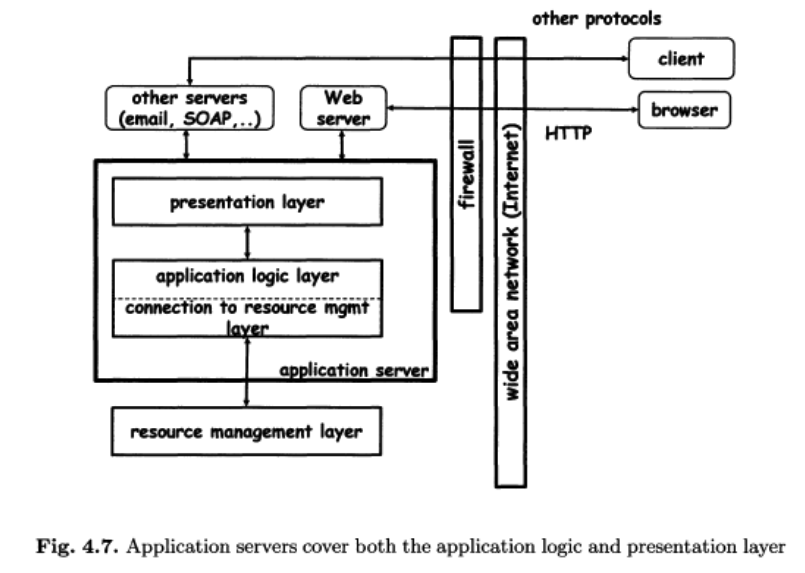 other protocols
client
other servers
(email, SOAP,..)
Web
server
browser
HTTP
firewall
wide area network (Internet)
presentation layer
application logic layer
connection to resource mgmt
layer
application server
resource management layer
Fig. 4.7. Application servers cover both the application logic and presentation layer